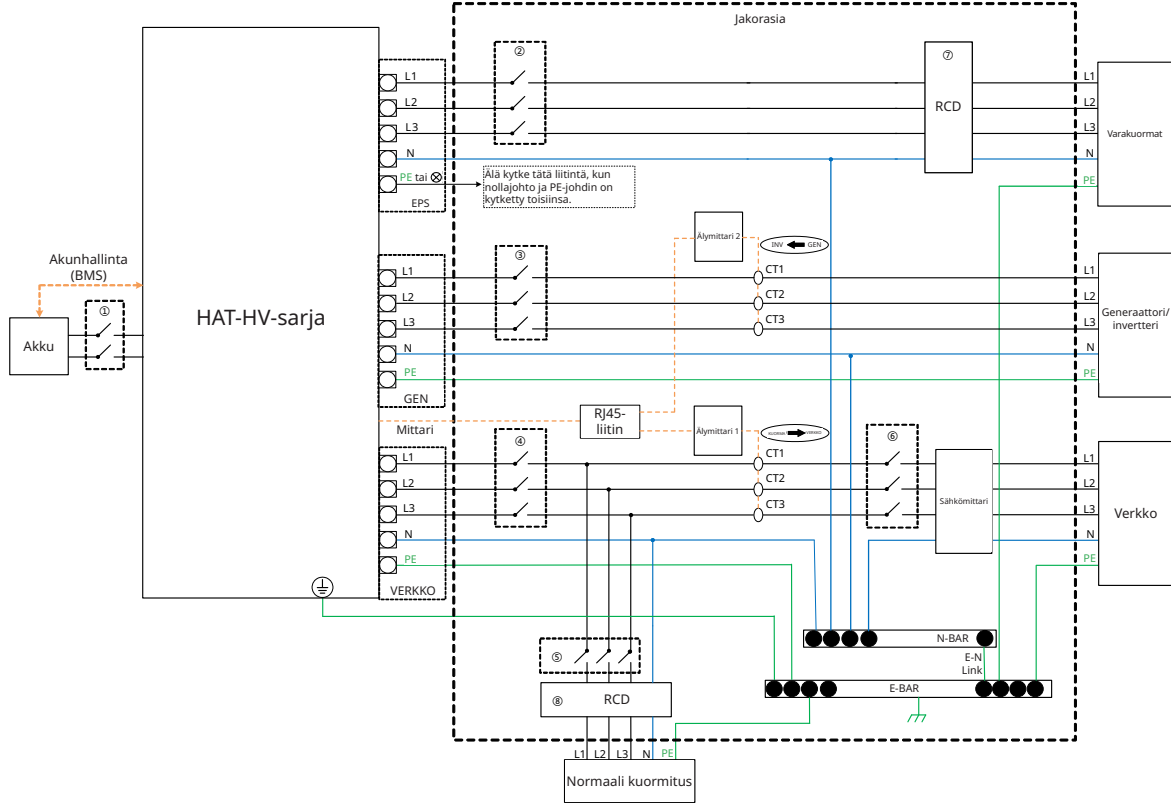 Jakorasia
②
⑦
L1
L2
L3
N
PE tai
EPS
Älä kytke tätä liitintä, kun
nollajohto ja PE-johdin on
kytketty toisiinsa.
RCD
L1
L2
L3
N
PE
Varakuormat
Akunhallinta
(BMS)
①
Akku
HAT-HV-sarja
L1
L2
L3
N
PE
GEN
③
Älymittari 2
INV
GEN
CT1
CT2
CT3
L1
L2
L3
N
PE
Generaattori/
invertteri
Mittari
RJ45-
liitin
Älymittari 1
KUORMA
VERKKO
L1
L2
L3
N
PE
VERKKO
④
CT1
CT2
CT3
⑥
Sähkömittari
L1
L2
L3
N
PE
Verkko
N-BAR
E-N
Link
E-BAR
⑤
⑧
RCD
L1
L2
L3
N
PE
Normaali kuormitus